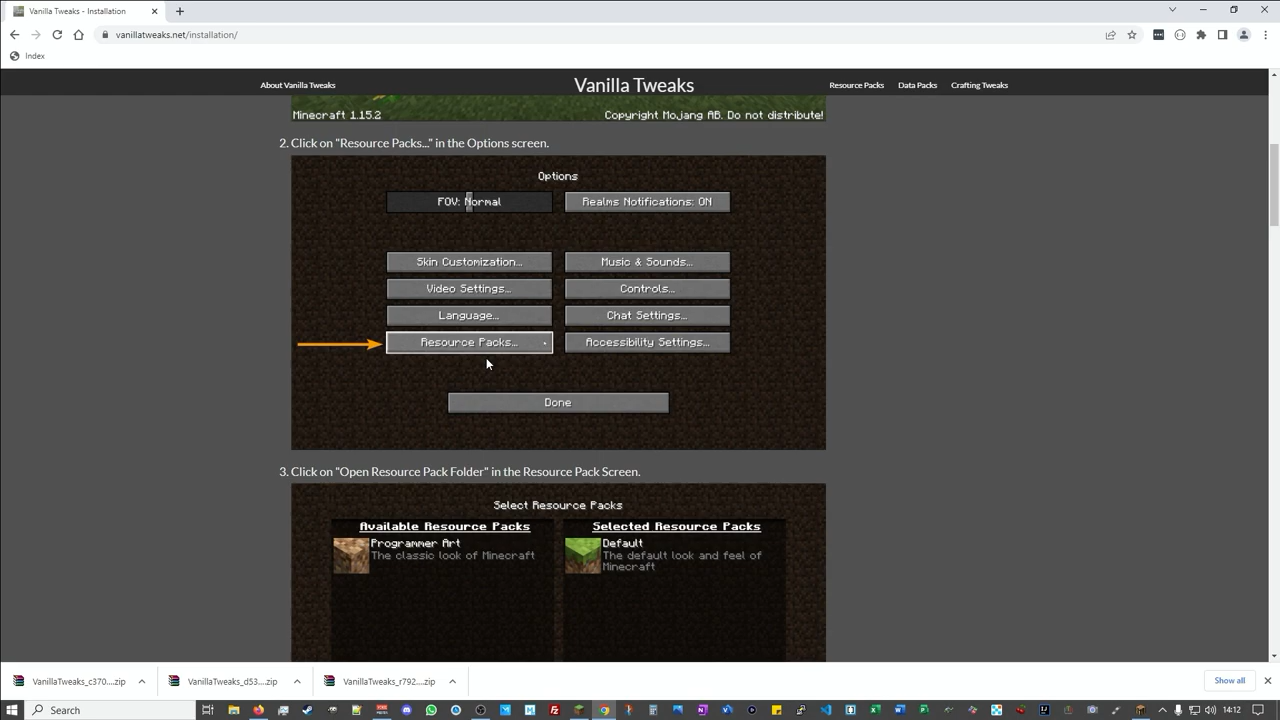 Vanilla Tweaks - Installation
vanillatweaks.net/installation/
Index
About Vanilla Tweaks
Vanilla Tweaks
Resource Packs
Data Packs
Crafting Tweaks
Minecraft 1.15.2
Copyright Mojang AB. Do not distribute!
2. Click on "Resource Packs..." in the Options screen.
Options
FOV: Normal
Realms Notifications: ON
Skin Customization...
Music & Sounds...
Video Settings...
Controls...
Language...
Chat Settings...
Resource Packs...
Accessibility Settings...
Done
3. Click on "Open Resource Pack Folder" in the Resource Pack Screen.
Select Resource Packs
Available Resource Packs
Selected Resource Packs
Programmer Art
The classic look of Minecraft
Default
The default look and feel of
Minecraft
VanillaTweaks_c370....zip
VanillaTweaks_d53....zip
VanillaTweaks_r792....zip
Show all
Search
14:12